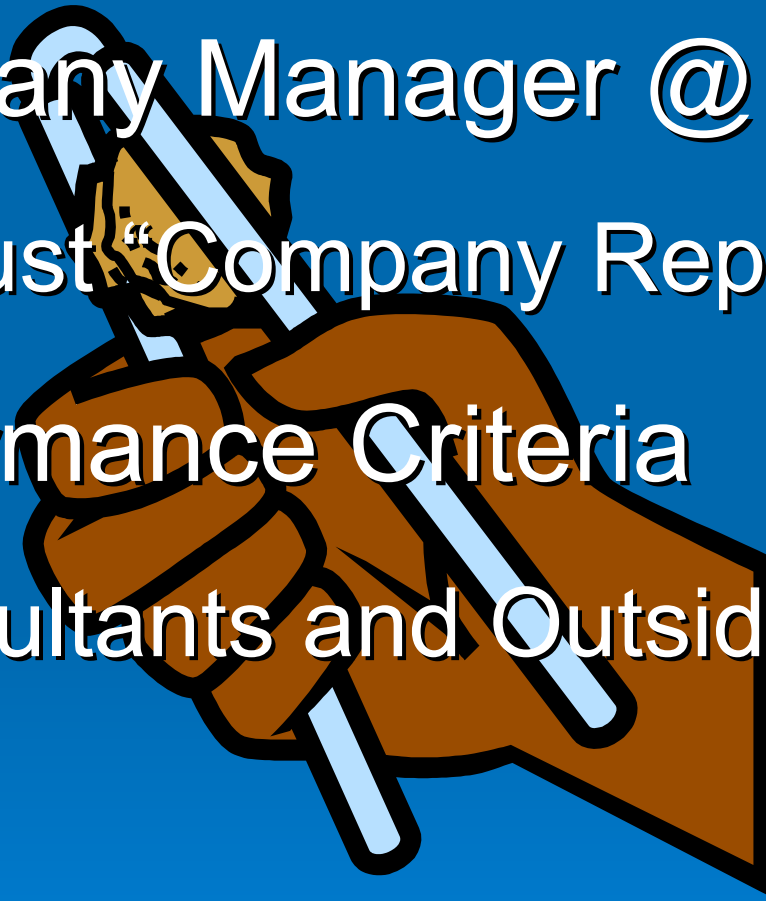 any Manager @
ust “Company Rep
mance Criteria
ultants and Outsid